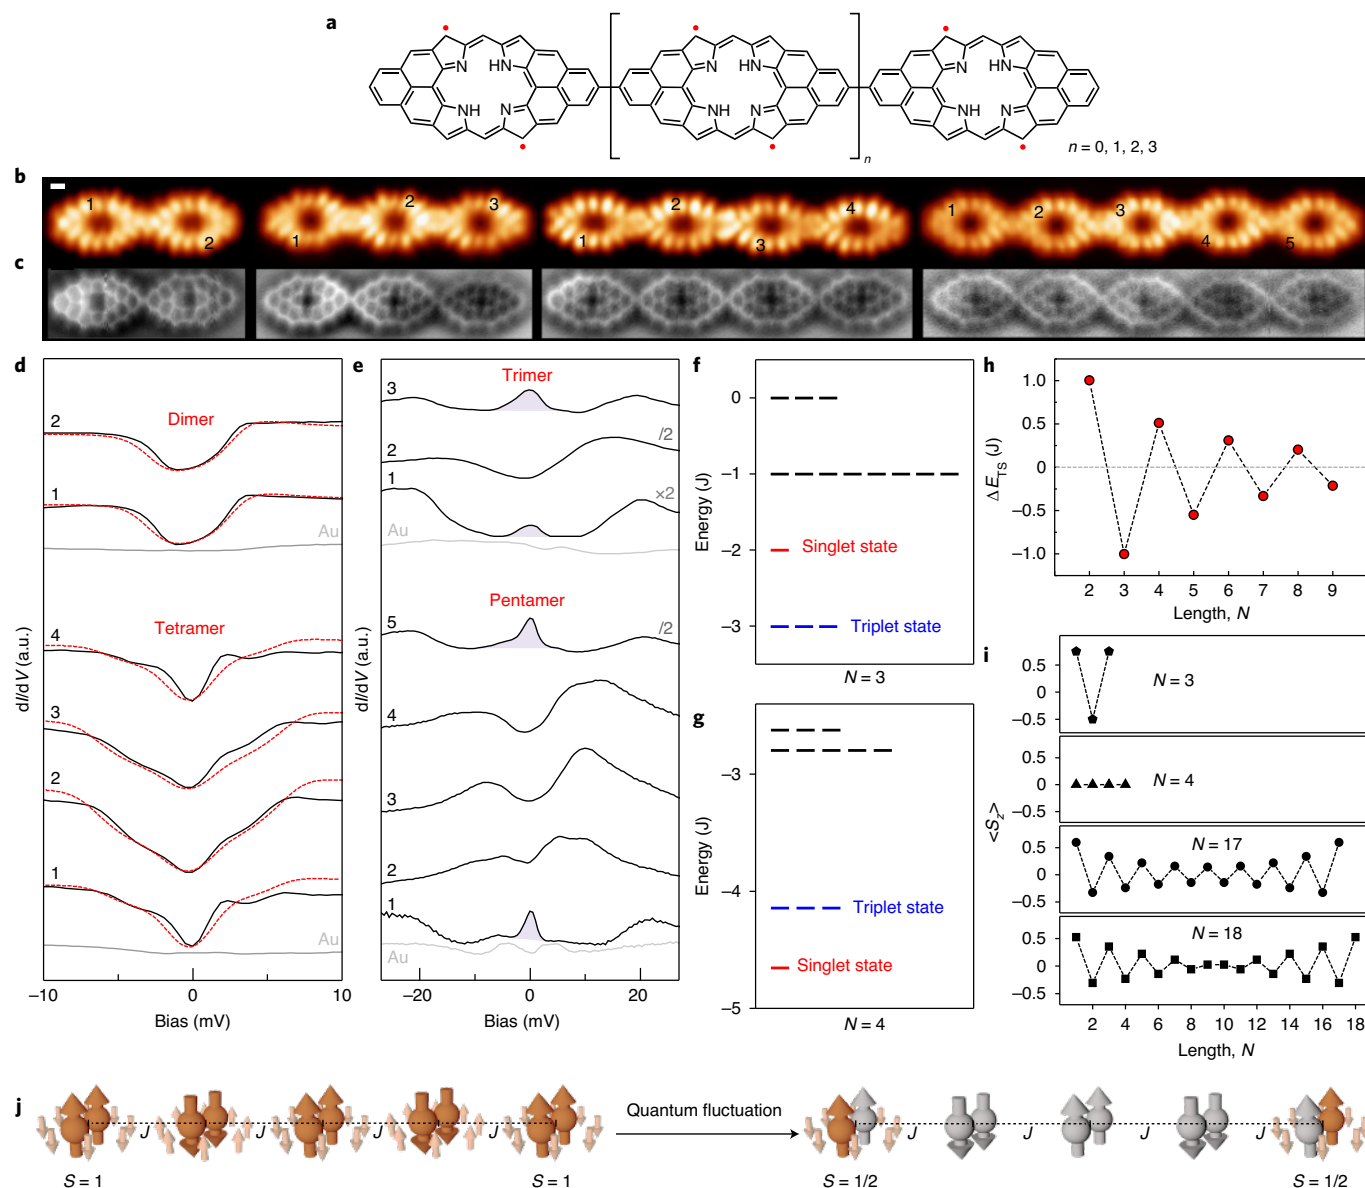 a
N HN
NH N
N HN
NH N
n
N HN
NH N
n = 0, 1, 2, 3
b
1
2
1
2
3
1
2
3
4
1
2
3
4
5
c
d
2
Dimer
1
Au
Tetramer
4
3
2
1
Au
dI/dV (a.u.)
−10 0 10
Bias (mV)
e
3
Trimer
/2
2
1
×2
Au
Pentamer
5
/2
4
3
2
1
Au
dI/dV (a.u.)
−20 0 20
Bias (mV)
f
0
−1
−2
−3
Energy (J)
Singlet state
Triplet state
N = 3
g
−3
−4
−5
Energy (J)
Triplet state
Singlet state
N = 4
h
1.0
0.5
0
−0.5
−1.0
ΔE_TS (J)
2 3 4 5 6 7 8 9
Length, N
i
0.5
0
−0.5
N = 3
0.5
0
−0.5
N = 4
0.5
0
−0.5
N = 17
0.5
0
−0.5
N = 18
<S_z>
2 4 6 8 10 12 14 16 18
Length, N
j
J J J J
S = 1 S = 1
Quantum fluctuation
J J J J
S = 1/2 S = 1/2